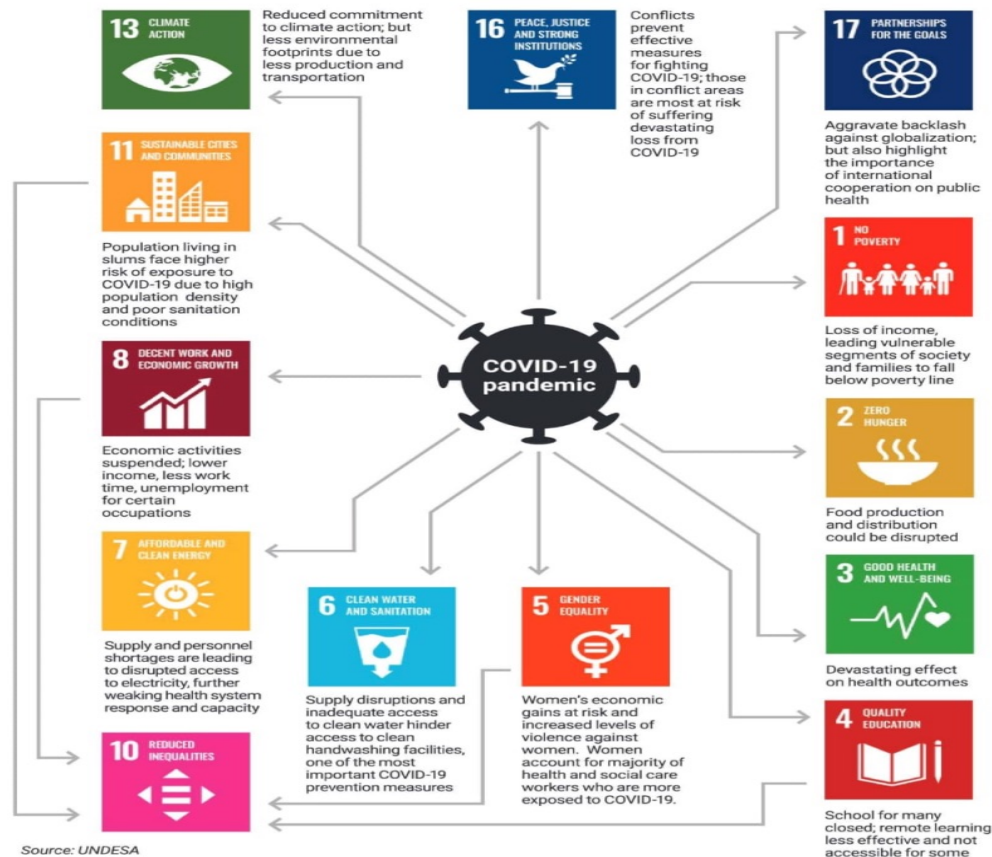 13 CLIMATE
ACTION
Reduced commitment
to climate action; but
less environmental
footprints due to
less production and
transportation
16 PEACE, JUSTICE
AND STRONG
INSTITUTIONS
Conflicts
prevent
effective
measures
for fighting
COVID-19; those
in conflict areas
are most at risk
of suffering
devastating
loss from
COVID-19
17 PARTNERSHIPS
FOR THE GOALS
Aggravate backlash
against globalization;
but also highlight
the importance
of international
cooperation on public
health
11 SUSTAINABLE CITIES
AND COMMUNITIES
Population living in
slums face higher
risk of exposure to
COVID-19 due to high
population density
and poor sanitation
conditions
1 NO
POVERTY
Loss of income,
leading vulnerable
segments of society
and families to fall
below poverty line
COVID-19
pandemic
8 DECENT WORK AND
ECONOMIC GROWTH
Economic activities
suspended; lower
income, less work
time, unemployment
for certain
occupations
2 ZERO
HUNGER
Food production
and distribution
could be disrupted
7 AFFORDABLE AND
CLEAN ENERGY
Supply and personnel
shortages are leading
to disrupted access
to electricity, further
weaking health system
response and capacity
6 CLEAN WATER
AND SANITATION
Supply disruptions and
inadequate access
to clean water hinder
access to clean
handwashing facilities,
one of the most
important COVID-19
prevention measures
5 GENDER
EQUALITY
Women's economic
gains at risk and
increased levels of
violence against
women. Women
account for majority of
health and social care
workers who are more
exposed to COVID-19.
3 GOOD HEALTH
AND WELL-BEING
Devastating effect
on health outcomes
4 QUALITY
EDUCATION
School for many
closed; remote learning
less effective and not
accessible for some
10 REDUCED
INEQUALITIES
Source: UNDESA